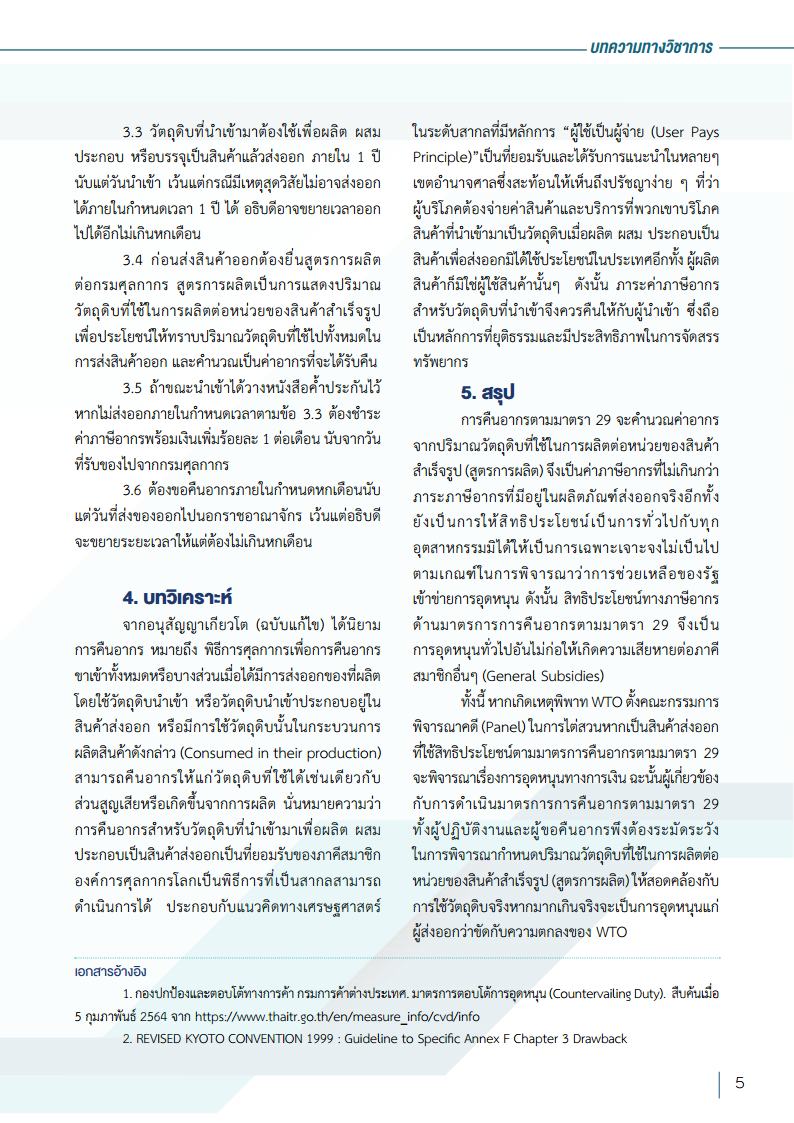 บทความทางวิชาการ
3.3 วัตถุดิบที่นำเข้ามาต้องใช้เพื่อผลิต ผสม
ประกอบ หรือบรรจุเป็นสินค้าแล้วส่งออก ภายใน 1 ปี
นับแต่วันนำเข้า เว้นแต่กรณีมีเหตุสุดวิสัยไม่อาจส่งออก
ได้ภายในกำหนดเวลา 1 ปี ได้ อธิบดีอาจขยายเวลาออก
ไปได้อีกไม่เกินหกเดือน
3.4 ก่อนส่งสินค้าออกต้องยื่นสูตรการผลิต
ต่อกรมศุลกากร สูตรการผลิตเป็นการแสดงปริมาณ
วัตถุดิบที่ใช้ในการผลิตต่อหน่วยของสินค้าสำเร็จรูป
เพื่อประโยชน์ให้ทราบปริมาณวัตถุดิบที่ใช้ไปทั้งหมดใน
การส่งสินค้าออก และคำนวณเป็นค่าอากรที่จะได้รับคืน
3.5 ถ้าขณะนำเข้าได้วางหนังสือค้ำประกันไว้
หากไม่ส่งออกภายในกำหนดเวลาตามข้อ 3.3 ต้องชำระ
ค่าภาษีอากรพร้อมเงินเพิ่มร้อยละ 1 ต่อเดือน นับจากวัน
ที่รับของไปจากกรมศุลกากร
3.6 ต้องขอคืนอากรภายในกำหนดหกเดือนนับ
แต่วันที่ส่งของออกไปนอกราชอาณาจักร เว้นแต่อธิบดี
จะขยายระยะเวลาให้แต่ต้องไม่เกินหกเดือน
4. บทวิเคราะห์
จากอนุสัญญาเกียวโต (ฉบับแก้ไข) ได้นิยาม
การคืนอากร หมายถึง พิธีการศุลกากรเพื่อการคืนอากร
ขาเข้าทั้งหมดหรือบางส่วนเมื่อได้มีการส่งออกของที่ผลิต
โดยใช้วัตถุดิบนำเข้า หรือวัตถุดิบนำเข้าประกอบอยู่ใน
สินค้าส่งออก หรือมีการใช้วัตถุดิบนั้นในกระบวนการ
ผลิตสินค้าดังกล่าว (Consumed in their production)
สามารถคืนอากรให้แก่วัตถุดิบที่ใช้ได้เช่นเดียวกับ
ส่วนสูญเสียหรือเกิดขึ้นจากการผลิต นั่นหมายความว่า
การคืนอากรสำหรับวัตถุดิบที่นำเข้ามาเพื่อผลิต ผสม
ประกอบเป็นสินค้าส่งออกเป็นที่ยอมรับของภาคีสมาชิก
องค์การศุลกากรโลกเป็นพิธีการที่เป็นสากลสามารถ
ดำเนินการได้ ประกอบกับแนวคิดทางเศรษฐศาสตร์
ในระดับสากลที่มีหลักการ “ผู้ใช้เป็นผู้จ่าย (User Pays
Principle)”เป็นที่ยอมรับและได้รับการแนะนำในหลายๆ
เขตอำนาจศาลซึ่งสะท้อนให้เห็นถึงปรัชญาง่าย ๆ ที่ว่า
ผู้บริโภคต้องจ่ายค่าสินค้าและบริการที่พวกเขาบริโภค
สินค้าที่นำเข้ามาเป็นวัตถุดิบเมื่อผลิต ผสม ประกอบเป็น
สินค้าเพื่อส่งออกมิได้ใช้ประโยชน์ในประเทศอีกทั้ง ผู้ผลิต
สินค้าก็มิใช่ผู้ใช้สินค้านั้นๆ ดังนั้น ภาระค่าภาษีอากร
สำหรับวัตถุดิบที่นำเข้าจึงควรคืนให้กับผู้นำเข้า ซึ่งถือ
เป็นหลักการที่ยุติธรรมและมีประสิทธิภาพในการจัดสรร
ทรัพยากร
5. สรุป
การคืนอากรตามมาตรา 29 จะคำนวณค่าอากร
จากปริมาณวัตถุดิบที่ใช้ในการผลิตต่อหน่วยของสินค้า
สำเร็จรูป (สูตรการผลิต) จึงเป็นค่าภาษีอากรที่ไม่เกินกว่า
ภาระภาษีอากรที่มีอยู่ในผลิตภัณฑ์ส่งออกจริงอีกทั้ง
ยังเป็นการให้สิทธิประโยชน์เป็นการทั่วไปกับทุก
อุตสาหกรรมมิได้ให้เป็นการเฉพาะเจาะจงไม่เป็นไป
ตามเกณฑ์ในการพิจารณาว่าการช่วยเหลือของรัฐ
เข้าข่ายการอุดหนุน ดังนั้น สิทธิประโยชน์ทางภาษีอากร
ด้านมาตรการการคืนอากรตามมาตรา 29 จึงเป็น
การอุดหนุนทั่วไปอันไม่ก่อให้เกิดความเสียหายต่อภาคี
สมาชิกอื่นๆ (General Subsidies)
ทั้งนี้ หากเกิดเหตุพิพาท WTO ตั้งคณะกรรมการ
พิจารณาคดี (Panel) ในการไต่สวนหากเป็นสินค้าส่งออก
ที่ใช้สิทธิประโยชน์ตามมาตรการคืนอากรตามมาตรา 29
จะพิจารณาเรื่องการอุดหนุนทางการเงิน ฉะนั้นผู้เกี่ยวข้อง
กับการดำเนินมาตรการการคืนอากรตามมาตรา 29
ทั้งผู้ปฏิบัติงานและผู้ขอคืนอากรพึงต้องระมัดระวัง
ในการพิจารณากำหนดปริมาณวัตถุดิบที่ใช้ในการผลิตต่อ
หน่วยของสินค้าสำเร็จรูป (สูตรการผลิต) ให้สอดคล้องกับ
การใช้วัตถุดิบจริงหากมากเกินจริงจะเป็นการอุดหนุนแก่
ผู้ส่งออกว่าขัดกับความตกลงของ WTO
เอกสารอ้างอิง
1. กองปกป้องและตอบโต้ทางการค้า กรมการค้าต่างประเทศ. มาตรการตอบโต้การอุดหนุน (Countervailing Duty). สืบค้นเมื่อ
5 กุมภาพันธ์ 2564 จาก https://www.thaitr.go.th/en/measure_info/cvd/info
2. REVISED KYOTO CONVENTION 1999 : Guideline to Specific Annex F Chapter 3 Drawback
5